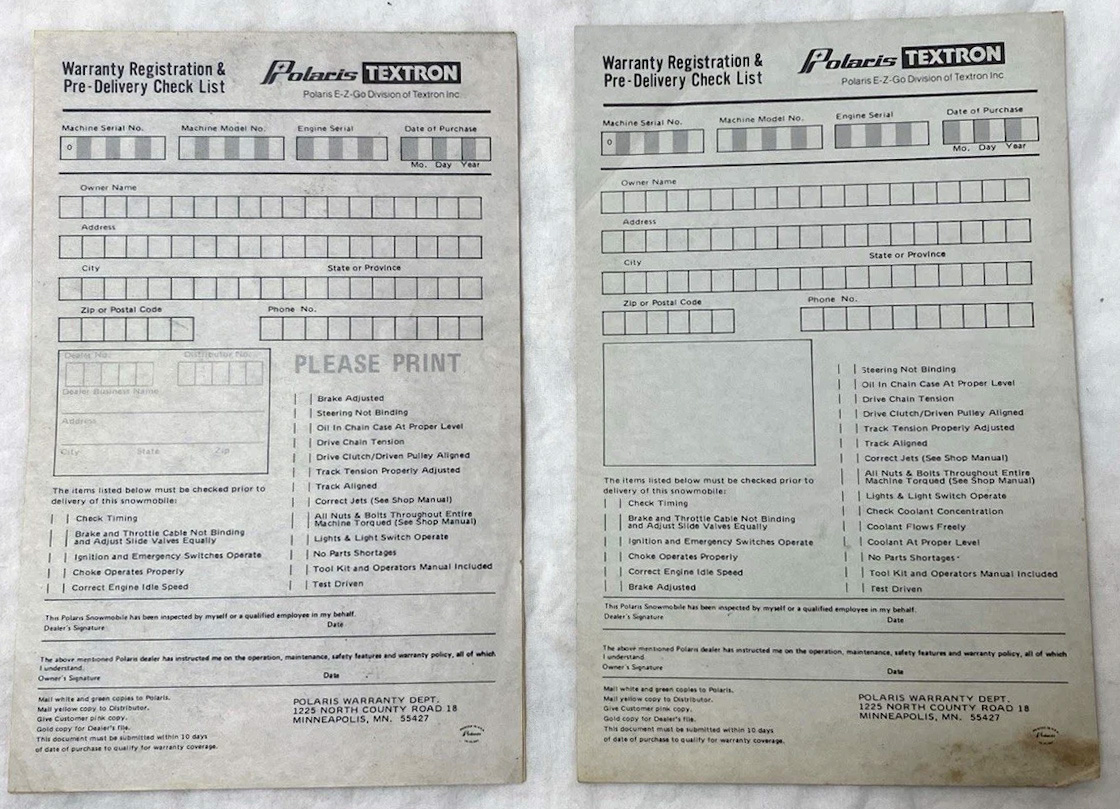 Warranty Registration &
Pre-Delivery Check List
Polaris TEXTRON
Polaris E-Z-Go Division of Textron Inc.
Machine Serial No. Machine Model No. Engine Serial Date of Purchase
0
Mo. Day Year
Owner Name
Address
City State or Province
Zip or Postal Code Phone No.
Dealer No. Distributor No.
Dealer Business Name
Address
City State Zip
PLEASE PRINT
The items listed below must be checked prior to
delivery of this snowmobile:
Check Timing
Brake and Throttle Cable Not Binding
and Adjust Slide Valves Equally
Ignition and Emergency Switches Operate
Choke Operates Properly
Correct Engine Idle Speed
Brake Adjusted
Steering Not Binding
Oil In Chain Case At Proper Level
Drive Chain Tension
Drive Clutch/Driven Pulley Aligned
Track Tension Properly Adjusted
Track Aligned
Correct Jets (See Shop Manual)
All Nuts & Bolts Throughout Entire
Machine Torqued (See Shop Manual)
Lights & Light Switch Operate
No Parts Shortages
Tool Kit and Operators Manual Included
Test Driven
This Polaris Snowmobile has been inspected by myself or a qualified employee in my behalf.
Dealer's Signature Date
The above mentioned Polaris dealer has instructed me on the operation, maintenance, safety features and warranty policy, all of which
I understand.
Owner's Signature Date
Mail white and green copies to Polaris.
Mail yellow copy to Distributor.
Give Customer pink copy.
Gold copy for Dealer's file.
This document must be submitted within 10 days
of date of purchase to qualify for warranty coverage.
POLARIS WARRANTY DEPT.
1225 NORTH COUNTY ROAD 18
MINNEAPOLIS, MN. 55427
Polaris
Warranty Registration &
Pre-Delivery Check List
Polaris TEXTRON
Polaris E-Z-Go Division of Textron Inc.
Machine Serial No. Machine Model No. Engine Serial Date of Purchase
0
Mo. Day Year
Owner Name
Address
City State or Province
Zip or Postal Code Phone No.
The items listed below must be checked prior to
delivery of this snowmobile:
Check Timing
Brake and Throttle Cable Not Binding
and Adjust Slide Valves Equally
Ignition and Emergency Switches Operate
Choke Operates Properly
Correct Engine Idle Speed
Brake Adjusted
Steering Not Binding
Oil In Chain Case At Proper Level
Drive Chain Tension
Drive Clutch/Driven Pulley Aligned
Track Tension Properly Adjusted
Track Aligned
Correct Jets (See Shop Manual)
All Nuts & Bolts Throughout Entire
Machine Torqued (See Shop Manual)
Lights & Light Switch Operate
Check Coolant Concentration
Coolant Flows Freely
Coolant At Proper Level
No Parts Shortages
Tool Kit and Operators Manual Included
Test Driven
This Polaris Snowmobile has been inspected by myself or a qualified employee in my behalf.
Dealer's Signature Date
The above mentioned Polaris dealer has instructed me on the operation, maintenance, safety features and warranty policy, all of which
I understand.
Owner's Signature Date
Mail white and green copies to Polaris.
Mail yellow copy to Distributor.
Give Customer pink copy.
Gold copy for Dealer's file.
This document must be submitted within 10 days
of date of purchase to qualify for warranty coverage.
POLARIS WARRANTY DEPT.
1225 NORTH COUNTY ROAD 18
MINNEAPOLIS, MN. 55427
Polaris